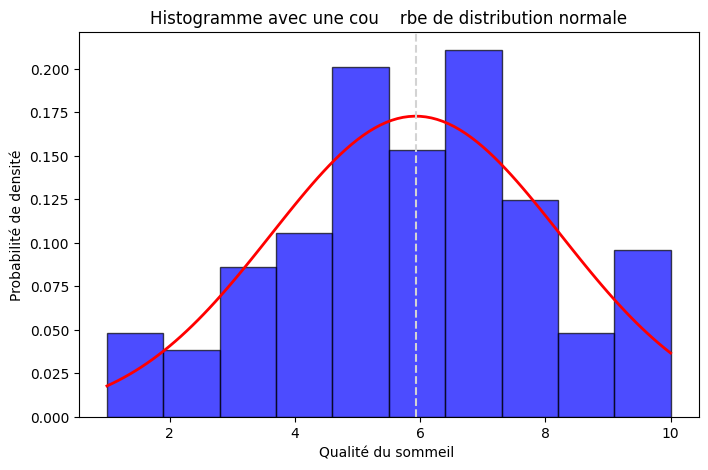 Histogramme avec une cou    rbe de distribution normale
Probabilité de densité
0.200
0.175
0.150
0.125
0.100
0.075
0.050
0.025
0.000
2 4 6 8 10
Qualité du sommeil